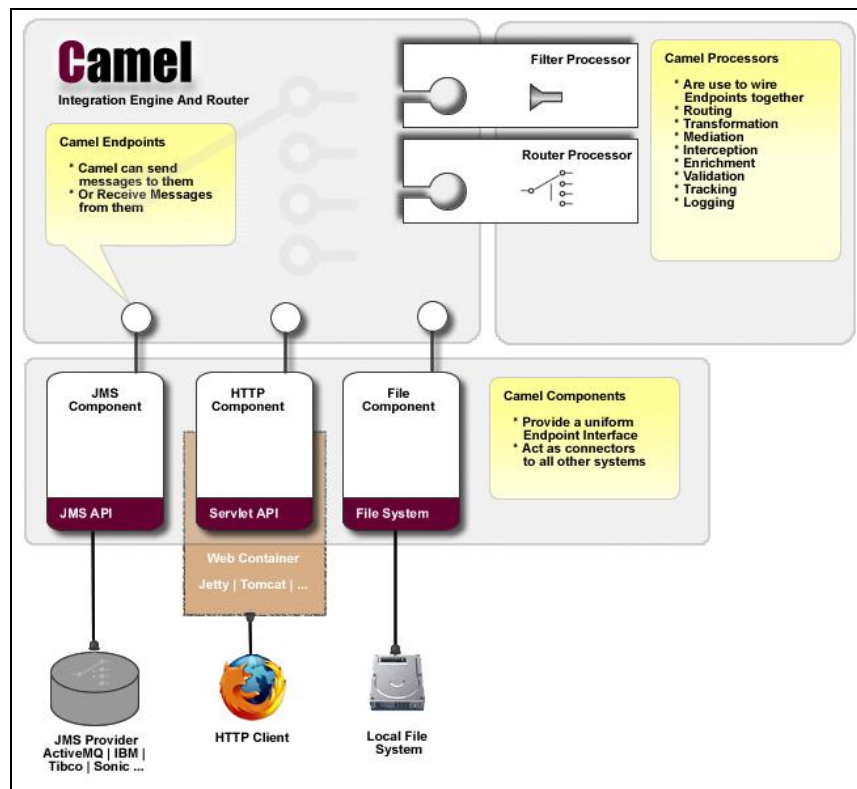 Camel
Integration Engine And Router
Camel Endpoints
* Camel can send
messages to them
* Or Receive Messages
from them
Filter Processor
Router Processor
Camel Processors
* Are use to wire
Endpoints together
* Routing
* Transformation
* Mediation
* Interception
* Enrichment
* Validation
* Tracking
* Logging
JMS
Component
JMS API
HTTP
Component
Servlet API
File
Component
File System
Camel Components
* Provide a uniform
Endpoint Interface
* Act as connectors
to all other systems
Web Container
Jetty | Tomcat | ...
JMS Provider
ActiveMQ | IBM |
Tibco | Sonic ...
HTTP Client
Local File
System